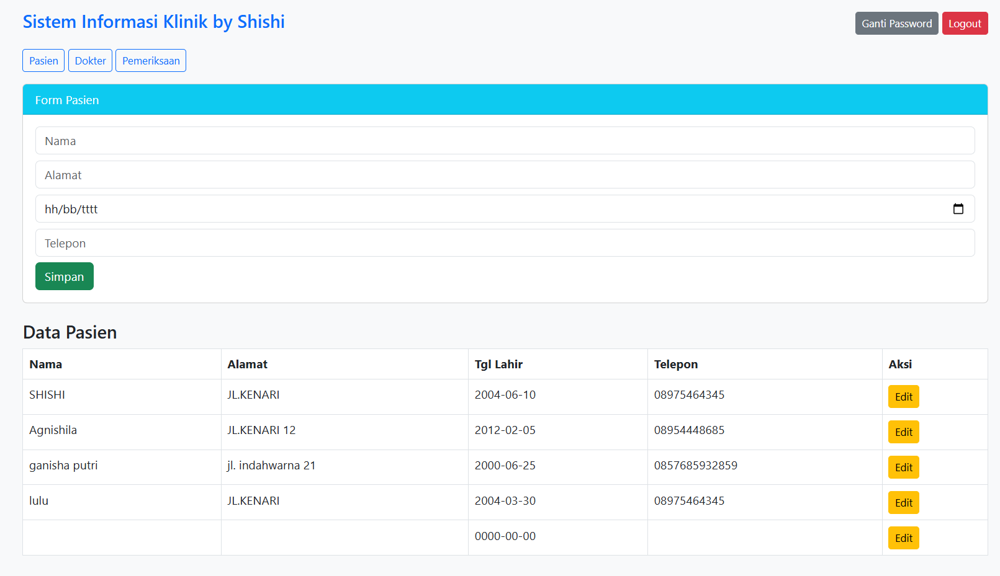 Sistem Informasi Klinik by Shishi
Ganti Password Logout
Pasien Dokter Pemeriksaan
Form Pasien
Nama
Alamat
hh/bb/tttt
Telepon
Simpan
Data Pasien
Nama Alamat Tgl Lahir Telepon Aksi
SHISHI JL.KENARI 2004-06-10 08975464345 Edit
Agnishila JL.KENARI 12 2012-02-05 08954448685 Edit
ganisha putri jl. indahwarna 21 2000-06-25 0857685932859 Edit
lulu JL.KENARI 2004-03-30 08975464345 Edit
0000-00-00 Edit